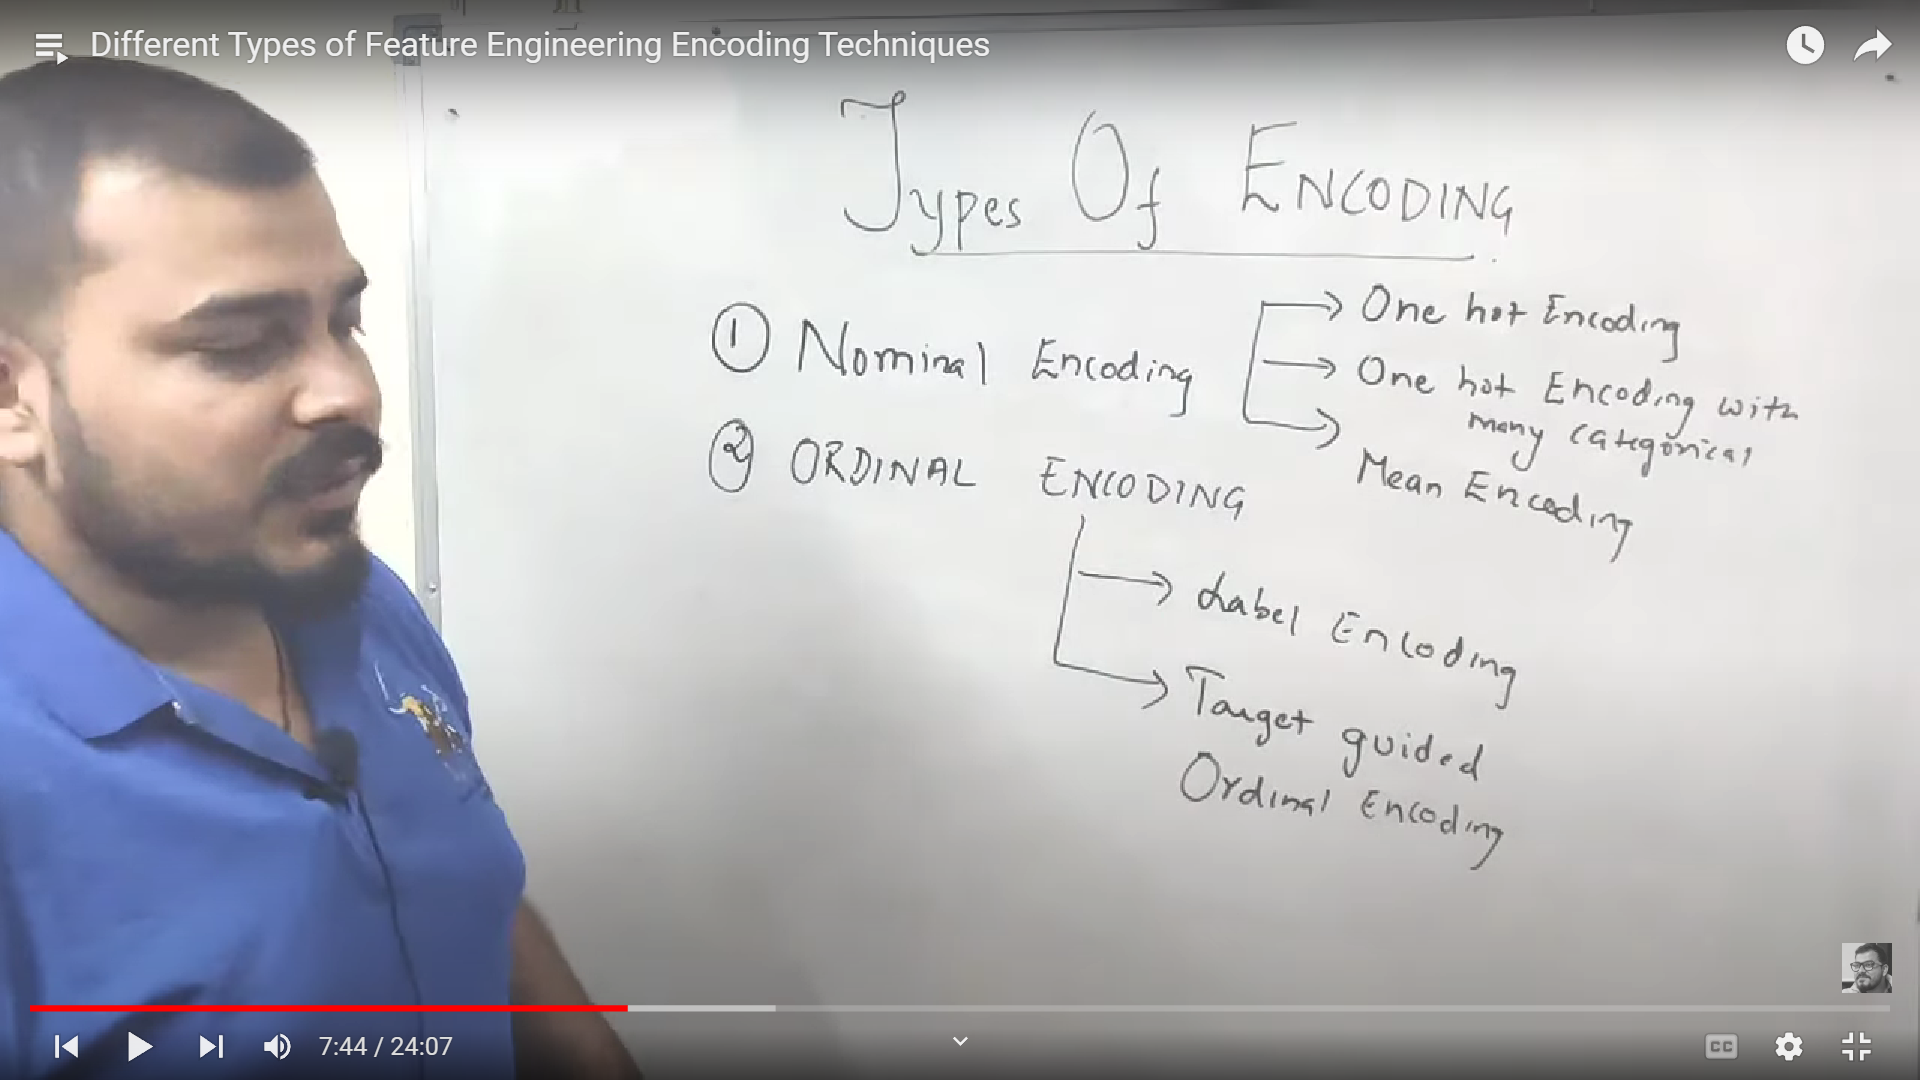 Different Types of Feature Engineering Encoding Techniques
Types Of ENCODING
① Nominal Encoding
One hot Encoding
One hot Encoding with
many categorical
Mean Encoding
② ORDINAL ENCODING
Label Encoding
Target guided
Ordinal Encoding
7:44 / 24:07
CC